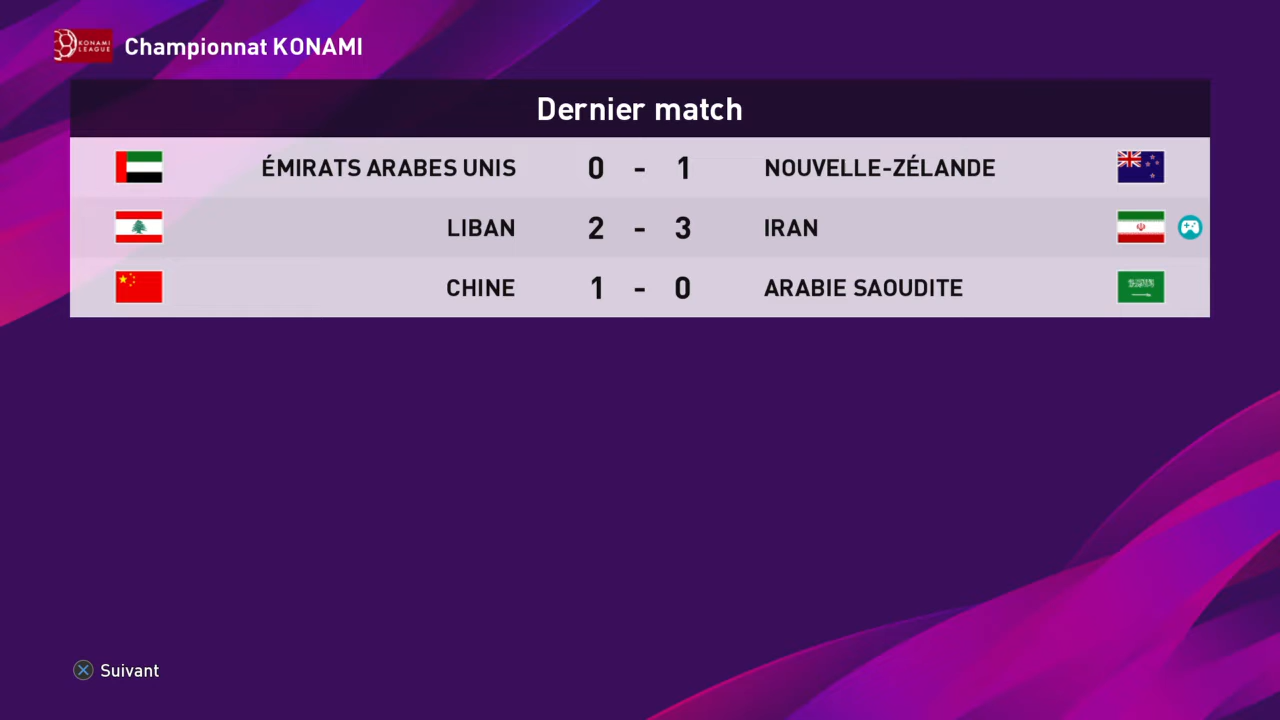 KONAMI
LEAGUE
Championnat KONAMI
Dernier match
ÉMIRATS ARABES UNIS 0 - 1 NOUVELLE-ZÉLANDE
LIBAN 2 - 3 IRAN
CHINE 1 - 0 ARABIE SAOUDITE
Suivant